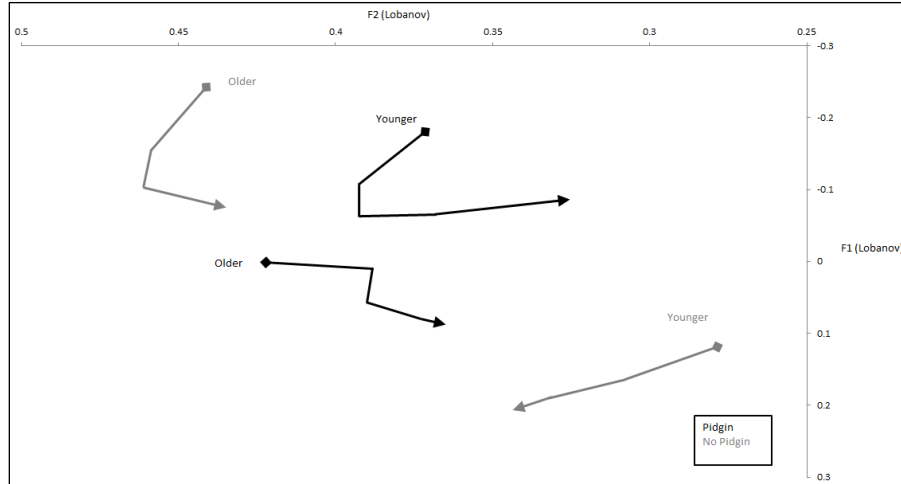 F2 (Lobanov)
0.5 0.45 0.4 0.35 0.3 0.25
-0.3
Older
-0.2
Younger
-0.1
0
F1 (Lobanov)
Older
0.1
Younger
0.2
Pidgin
No Pidgin
0.3